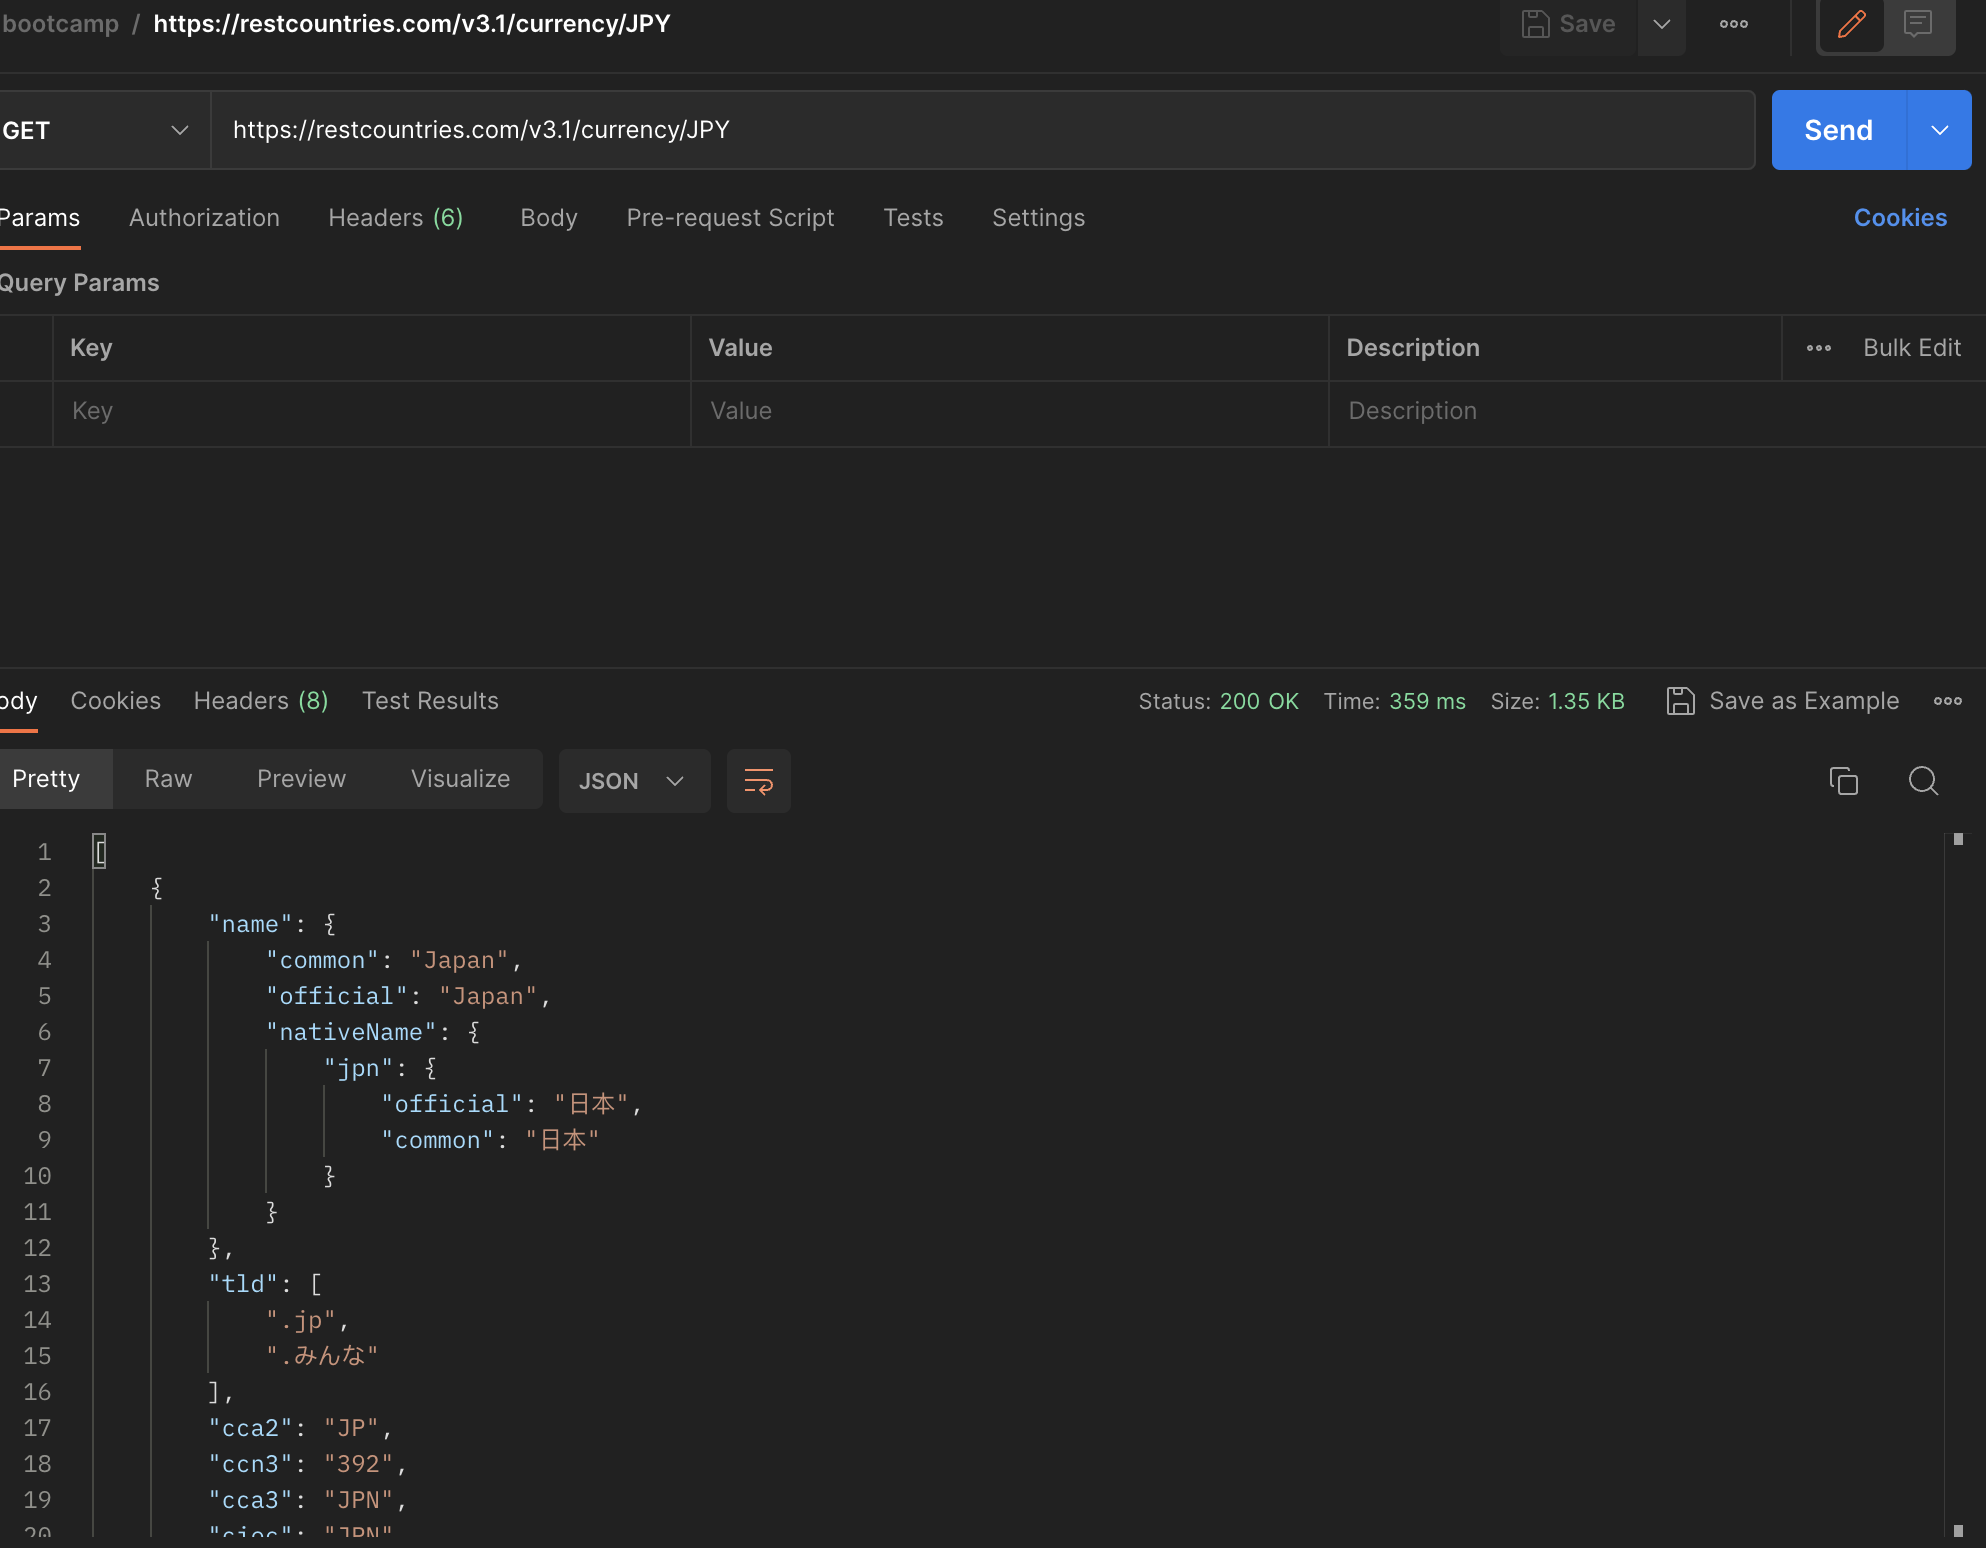 bootcamp / https://restcountries.com/v3.1/currency/JPY
Save
GET https://restcountries.com/v3.1/currency/JPY
Send
Params Authorization Headers (6) Body Pre-request Script Tests Settings Cookies
Query Params
Key Value Description Bulk Edit
Key Value Description
ody Cookies Headers (8) Test Results Status: 200 OK Time: 359 ms Size: 1.35 KB Save as Example
Pretty Raw Preview Visualize JSON
1 [
2 {
3 "name": {
4 "common": "Japan",
5 "official": "Japan",
6 "nativeName": {
7 "jpn": {
8 "official": "日本",
9 "common": "日本"
10 }
11 }
12 },
13 "tld": [
14 ".jp",
15 ".みんな"
16 ],
17 "cca2": "JP",
18 "ccn3": "392",
19 "cca3": "JPN",
20 "cioc": "JPN"